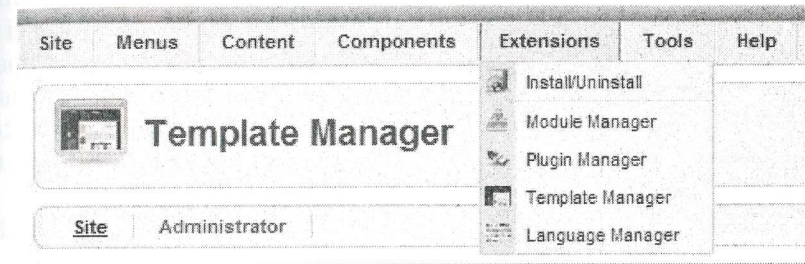 Site Menus Content Components Extensions Tools Help
Install/Uninstall
Template Manager
Module Manager
Plugin Manager
Template Manager
Site Administrator
Language Manager